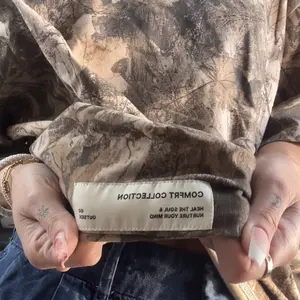 COMFRT COLLECTION
HEAL THE SOUL &
NURTURE YOUR MIND
GO
OUTSIDE